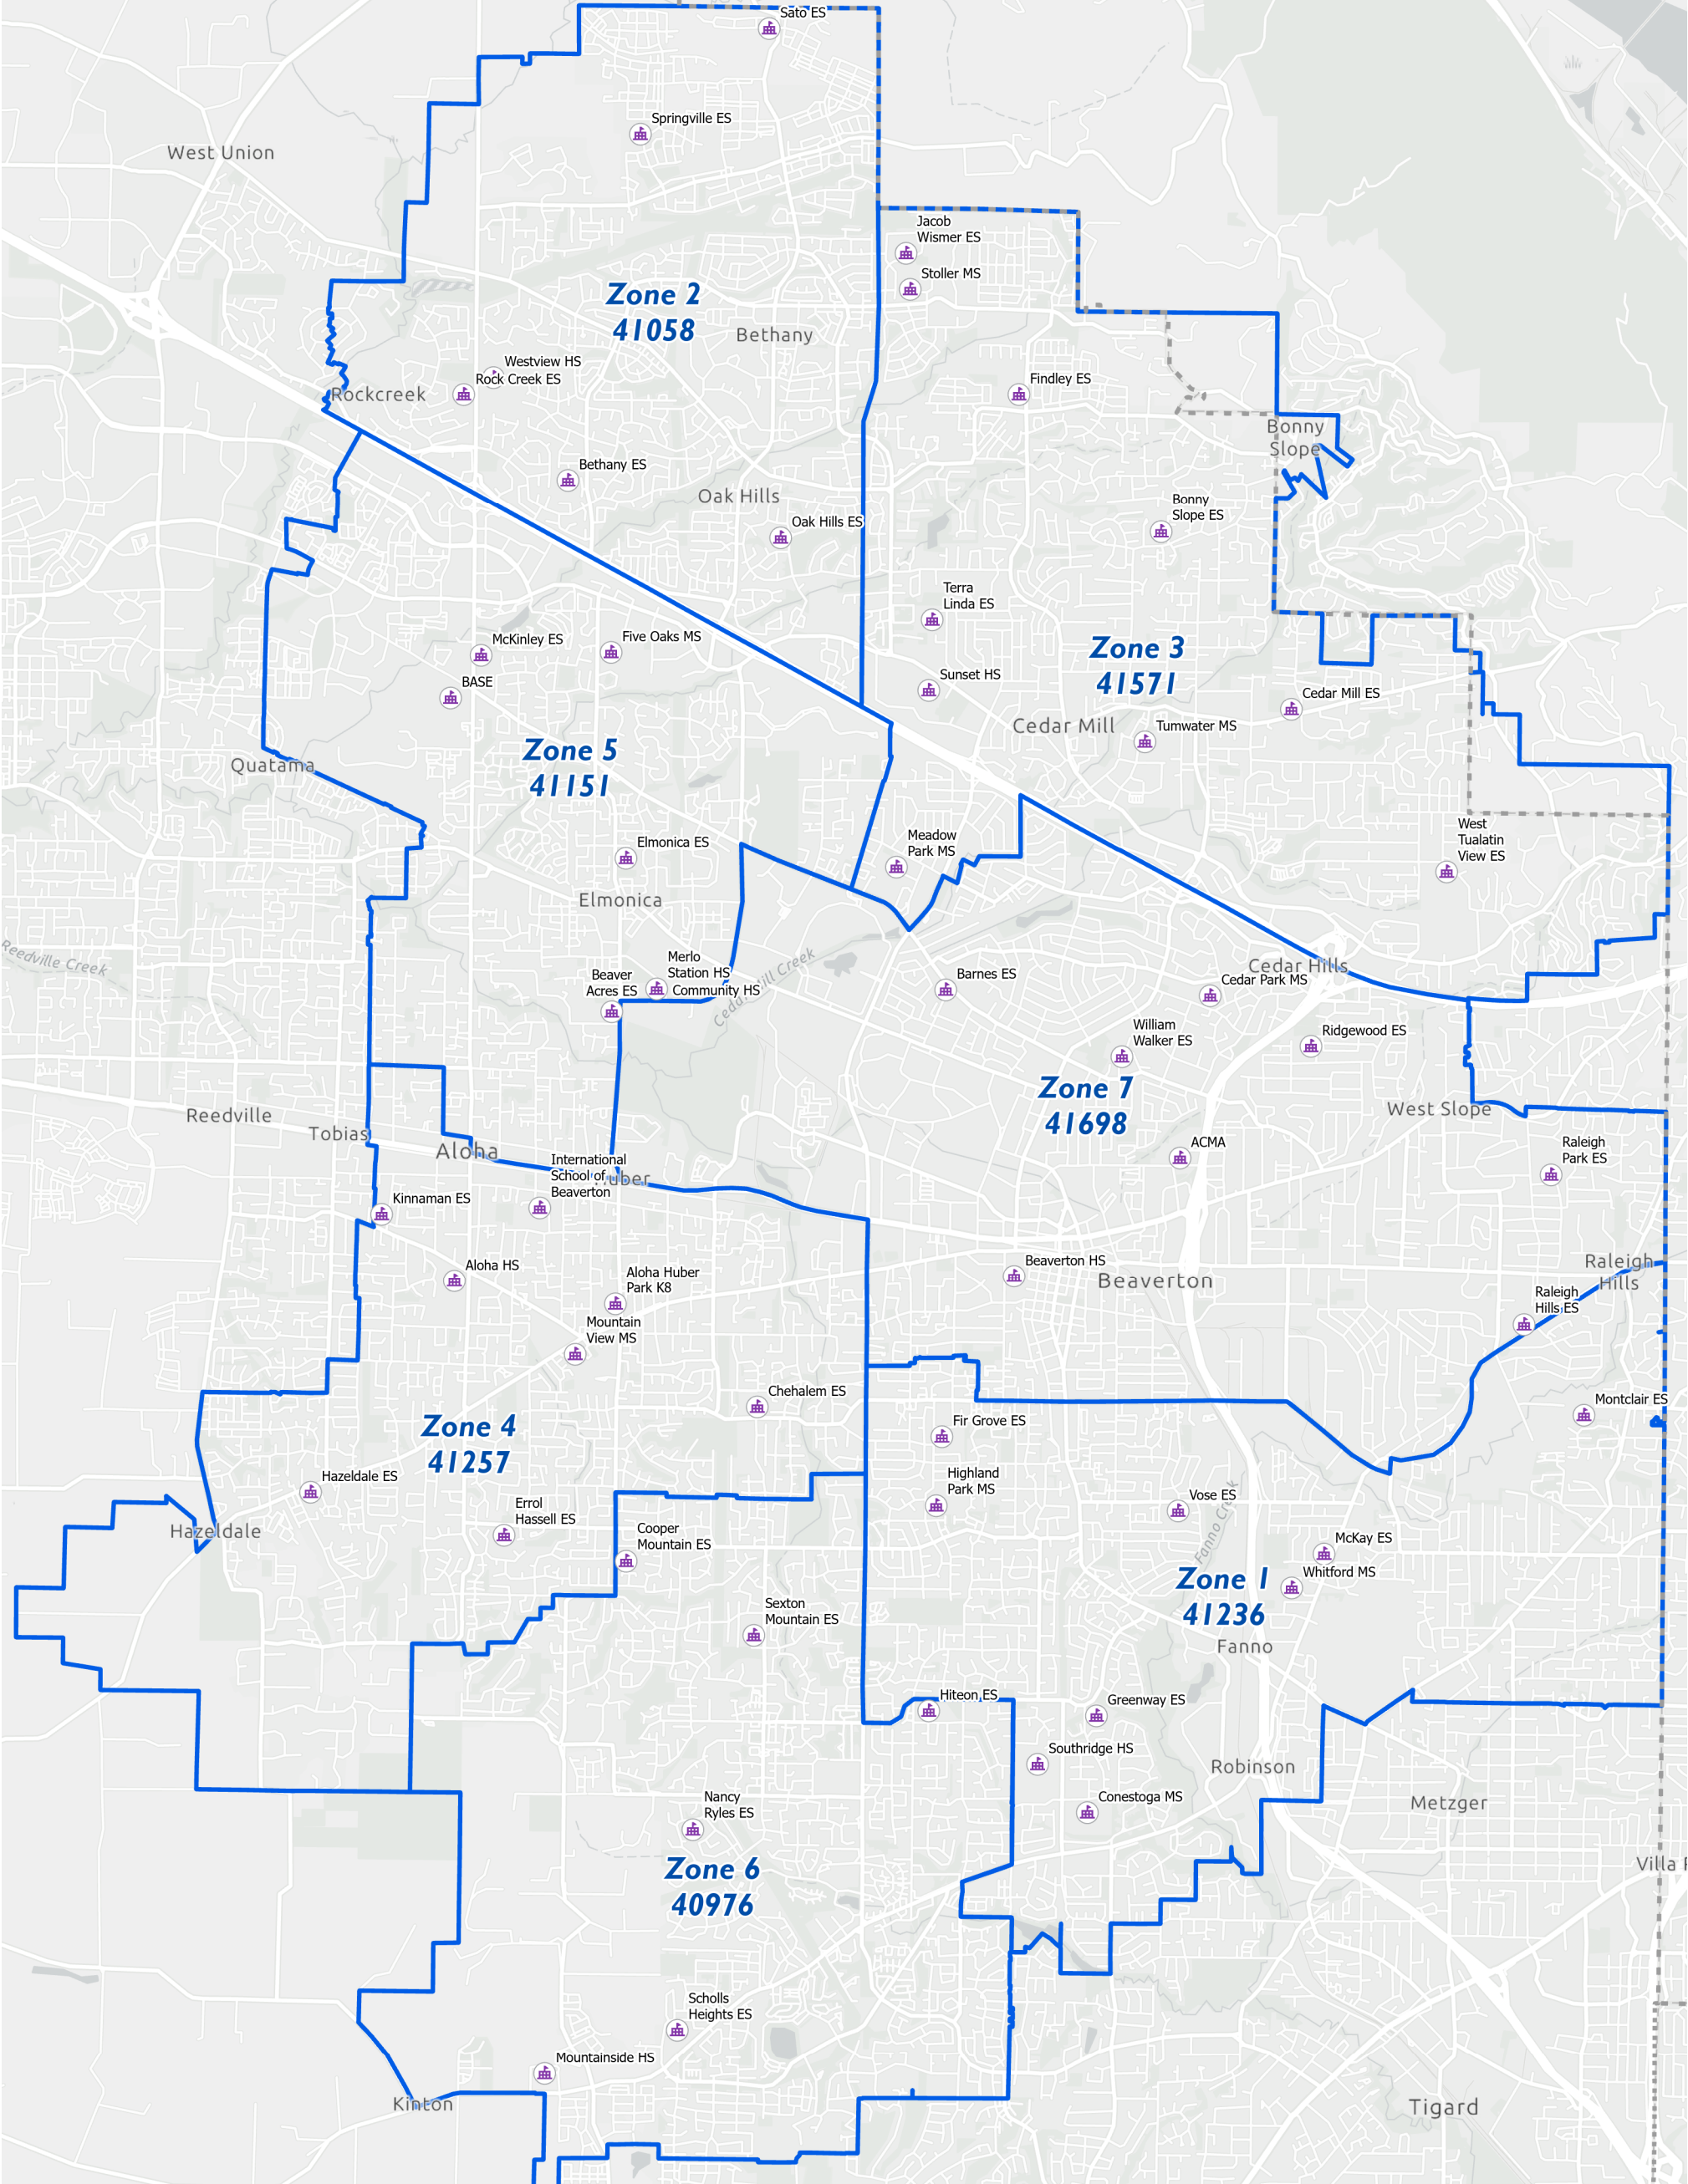 Sato ES
Springville ES
West Union
Jacob
Wismer ES
Stoller MS
Zone 2
41058
Bethany
Westview HS
Rock Creek ES
Rockcreek
Findley ES
Bonny
Slope
Bethany ES
Oak Hills
Oak Hills ES
Bonny
Slope ES
Terra
Linda ES
McKinley ES
Five Oaks MS
BASE
Zone 3
41571
Sunset HS
Cedar Mill ES
Cedar Mill
Tumwater MS
Zone 5
41151
Quatama
Meadow
Park MS
West
Tualatin
View ES
Elmonica ES
Elmonica
Reedville Creek
Merlo
Station HS
Community HS
Beaver
Acres ES
Cedar Mill Creek
Barnes ES
Cedar Hills
Cedar Park MS
William
Walker ES
Ridgewood ES
Zone 7
41698
West Slope
Reedville
Tobias
Aloha
ACMA
Raleigh
Park ES
International
School of
Beaverton
Huber
Kinnaman ES
Aloha HS
Aloha Huber
Park K8
Beaverton HS
Beaverton
Raleigh
Hills
Raleigh
Hills ES
Mountain
View MS
Chehalem ES
Montclair ES
Zone 4
41257
Fir Grove ES
Hazeldale ES
Highland
Park MS
Vose ES
Errol
Hassell ES
Hazeldale
Cooper
Mountain ES
Fanno Creek
McKay ES
Whitford MS
Zone 1
41236
Sexton
Mountain ES
Fanno
Hiteon ES
Greenway ES
Southridge HS
Robinson
Conestoga MS
Metzger
Nancy
Ryles ES
Zone 6
40976
Villa
Scholls
Heights ES
Mountainside HS
Kinton
Tigard